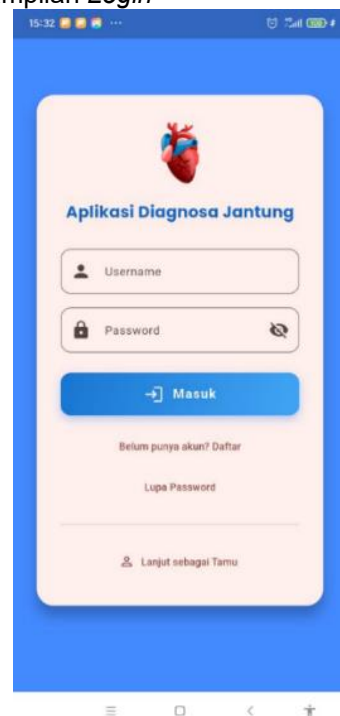 mpilan Login
15:32
Aplikasi Diagnosa Jantung
Username
Password
Masuk
Belum punya akun? Daftar
Lupa Password
Lanjut sebagai Tamu